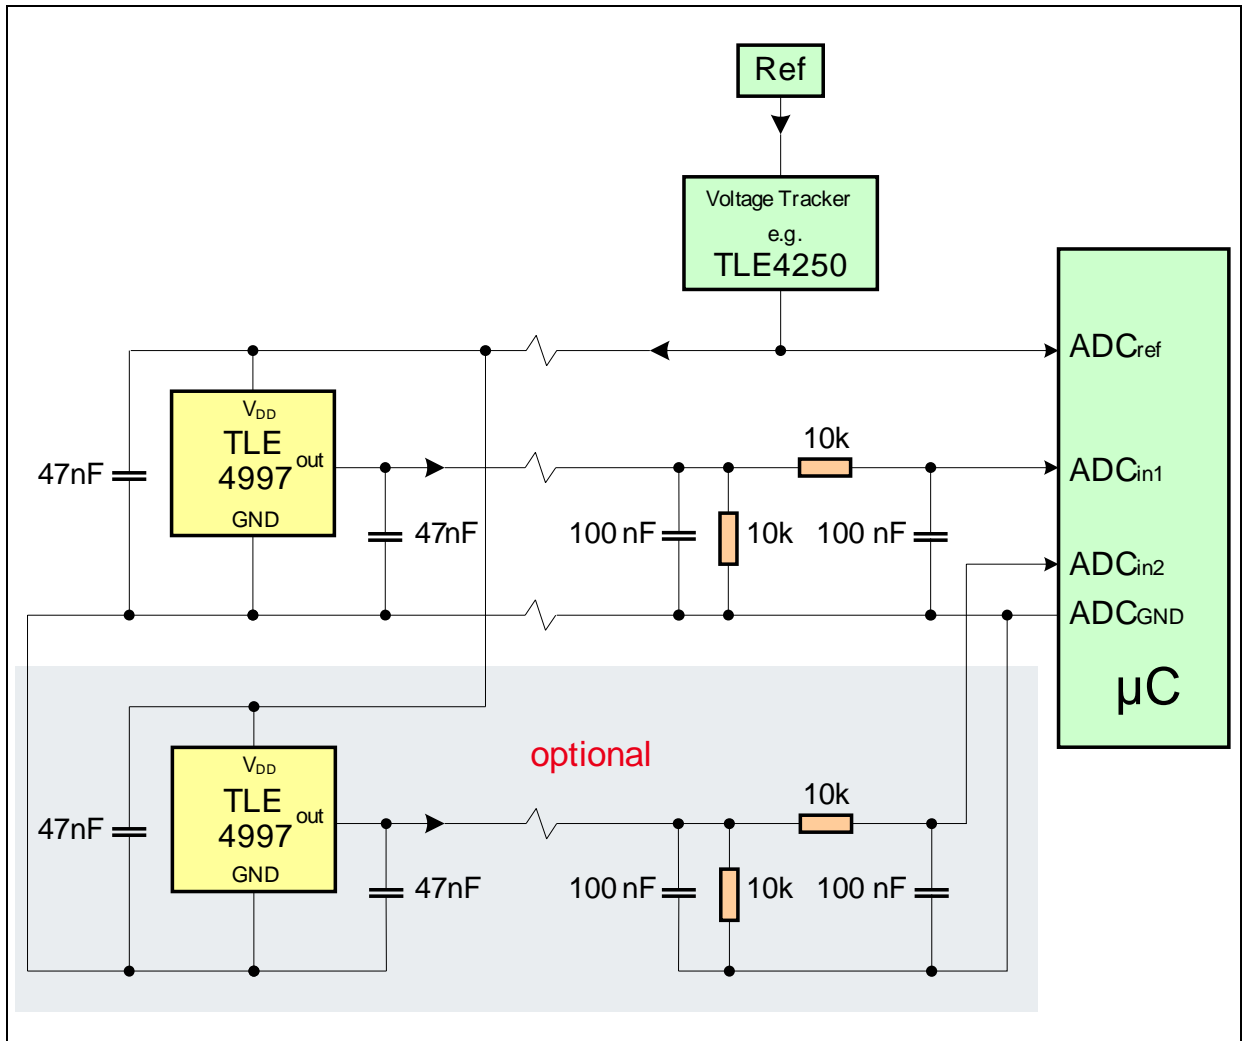 Ref
Voltage Tracker
e.g.
TLE4250
ADCref
VDD
TLE
4997
out
GND
47nF
47nF
100 nF
10k
10k
100 nF
ADCin1
ADCin2
ADCGND
µC
optional
VDD
TLE
4997
out
GND
47nF
47nF
100 nF
10k
10k
100 nF